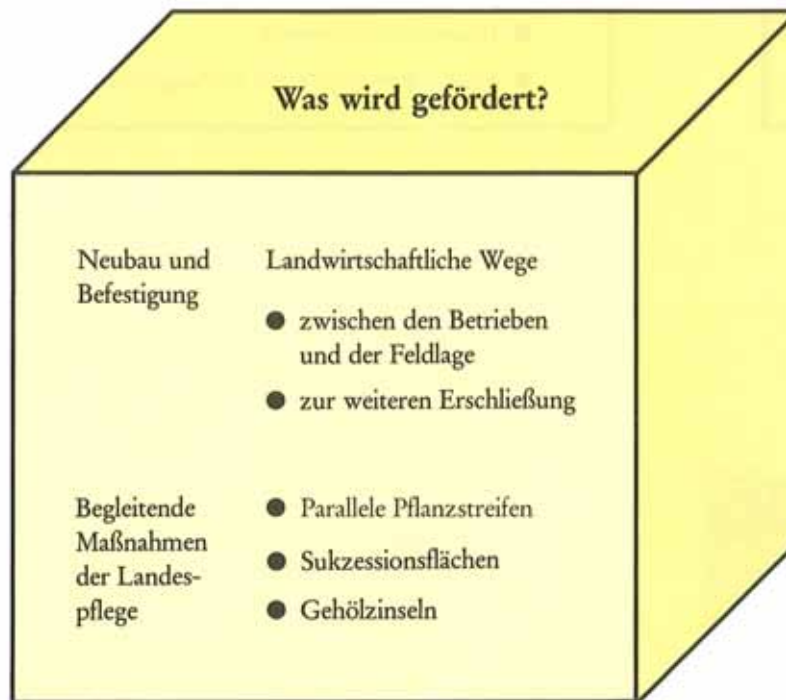 Was wird gefördert?
Neubau und
Befestigung
Landwirtschaftliche Wege
● zwischen den Betrieben
und der Feldlage
● zur weiteren Erschließung
Begleitende
Maßnahmen
der Landes-
pflege
● Parallele Pflanzstreifen
● Sukzessionsflächen
● Gehölzinseln